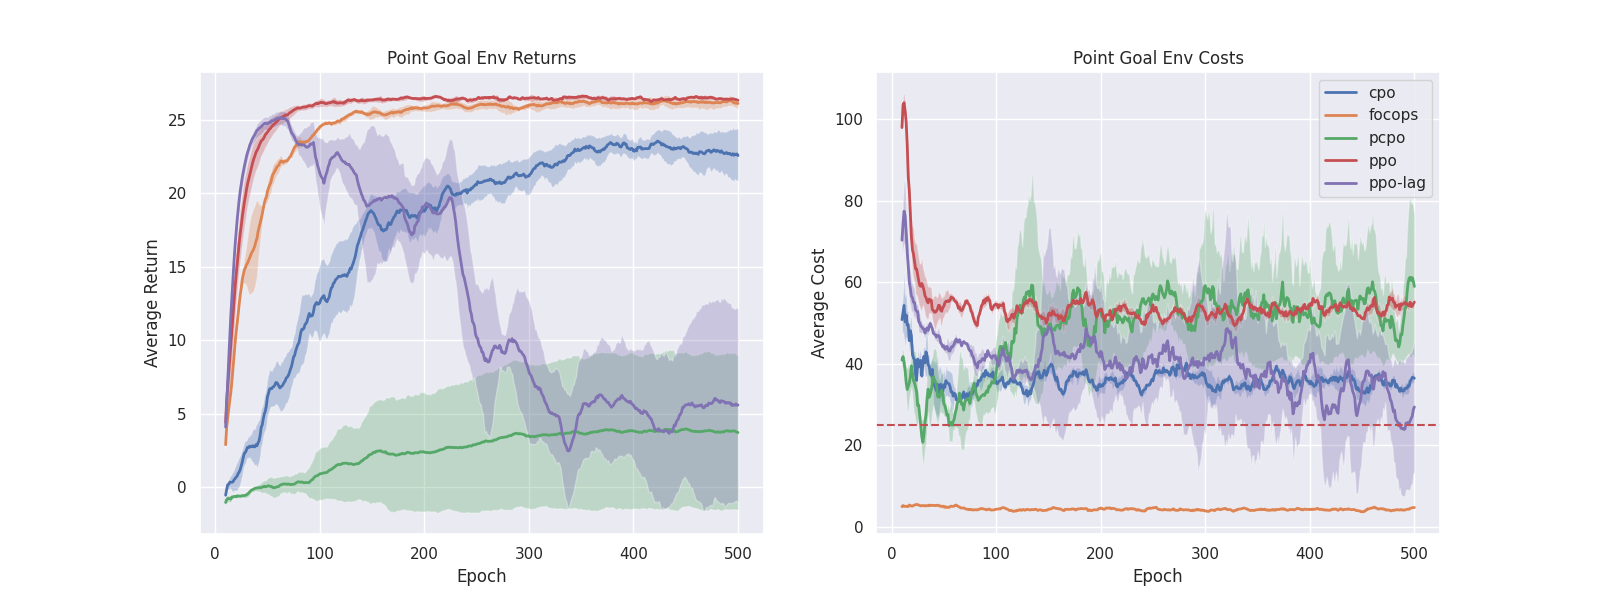 Point Goal Env Returns
Average Return
25
20
15
10
5
0
0 100 200 300 400 500
Epoch
Point Goal Env Costs
Average Cost
100
80
60
40
20
0
0 100 200 300 400 500
Epoch
cpo
focops
pcpo
ppo
ppo-lag